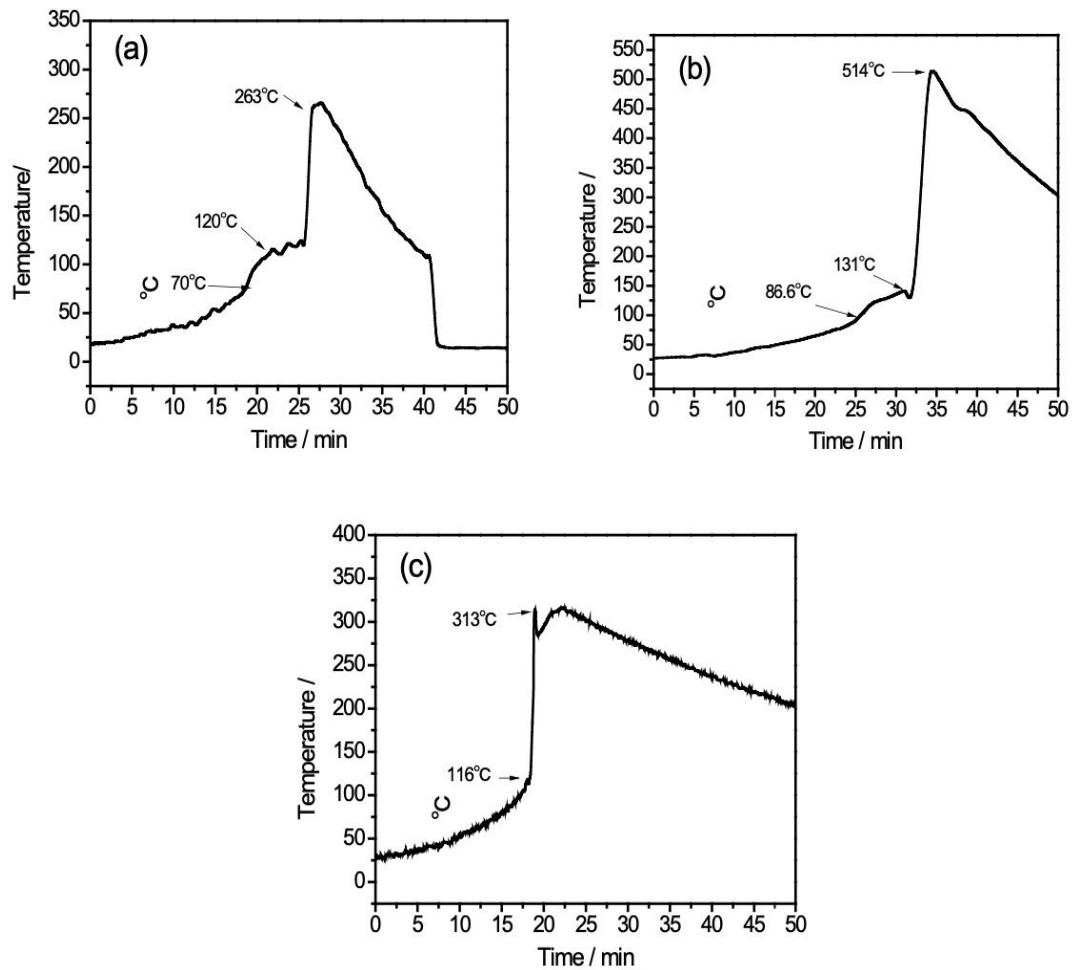 (a)
350
300
250
200
150
100
50
0
Temperature/
°C
263°C
120°C
70°C
0 5 10 15 20 25 30 35 40 45 50
Time / min
(b)
550
500
450
400
350
300
250
200
150
100
50
0
Temperature /
°C
514°C
131°C
86.6°C
0 5 10 15 20 25 30 35 40 45 50
Time / min
(c)
400
350
300
250
200
150
100
50
0
Temperature /
°C
313°C
116°C
0 5 10 15 20 25 30 35 40 45 50
Time / min